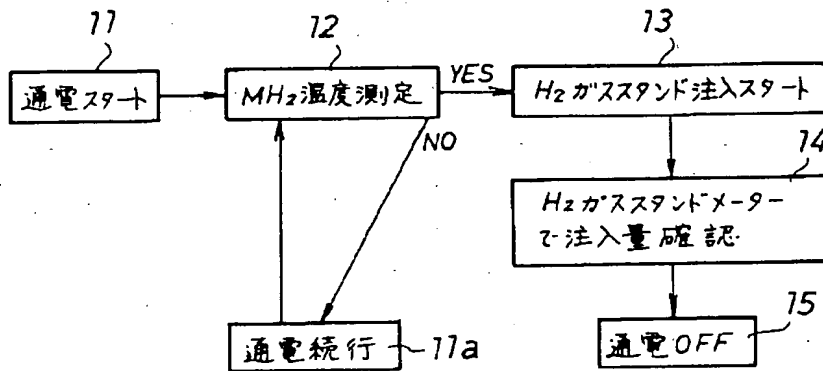 11
通電スタート
12
MH2温度測定
YES
NO
13
H2ガススタンド注入スタート
14
H2ガススタンドメーター
で注入量確認
通電続行
11a
通電OFF
15